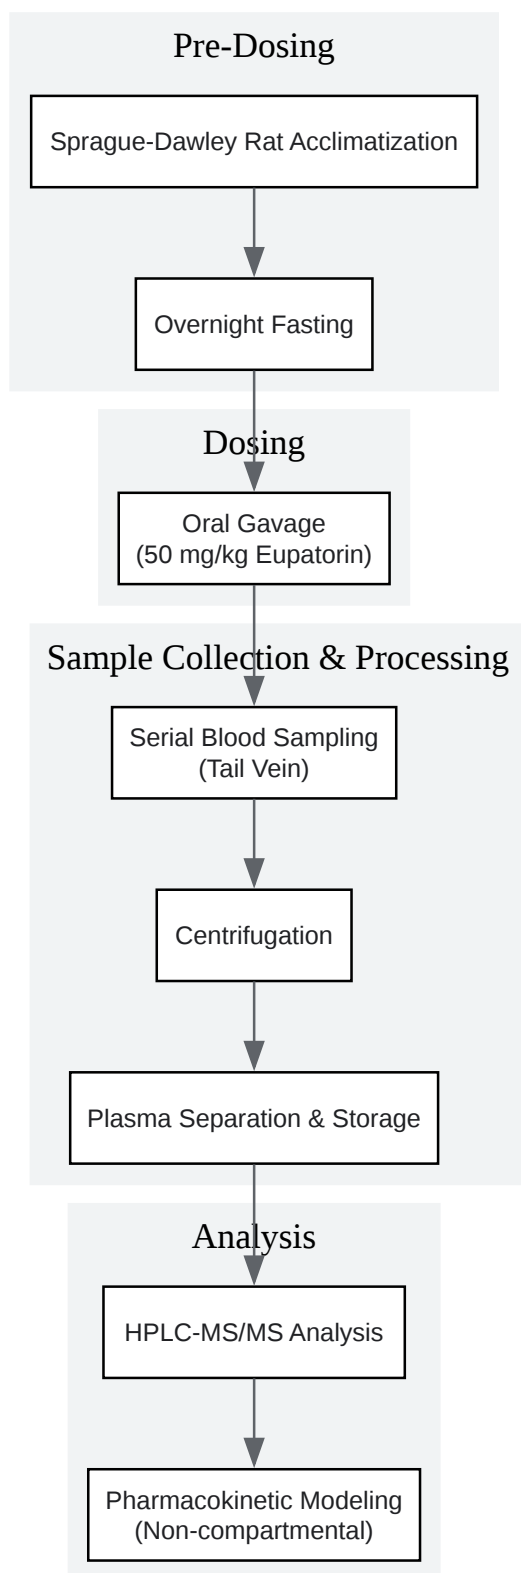 Pre-Dosing
Sprague-Dawley Rat Acclimatization
Overnight Fasting
Dosing
Oral Gavage
(50 mg/kg Eupatorin)
Sample Collection & Processing
Serial Blood Sampling
(Tail Vein)
Centrifugation
Plasma Separation & Storage
Analysis
HPLC-MS/MS Analysis
Pharmacokinetic Modeling
(Non-compartmental)